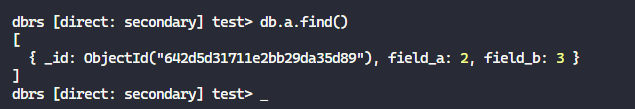 dbrs [direct: secondary] test> db.a.find()
[
  { _id: ObjectId("642d5d31711e2bb29da35d89"), field_a: 2, field_b: 3 }
]
dbrs [direct: secondary] test> _